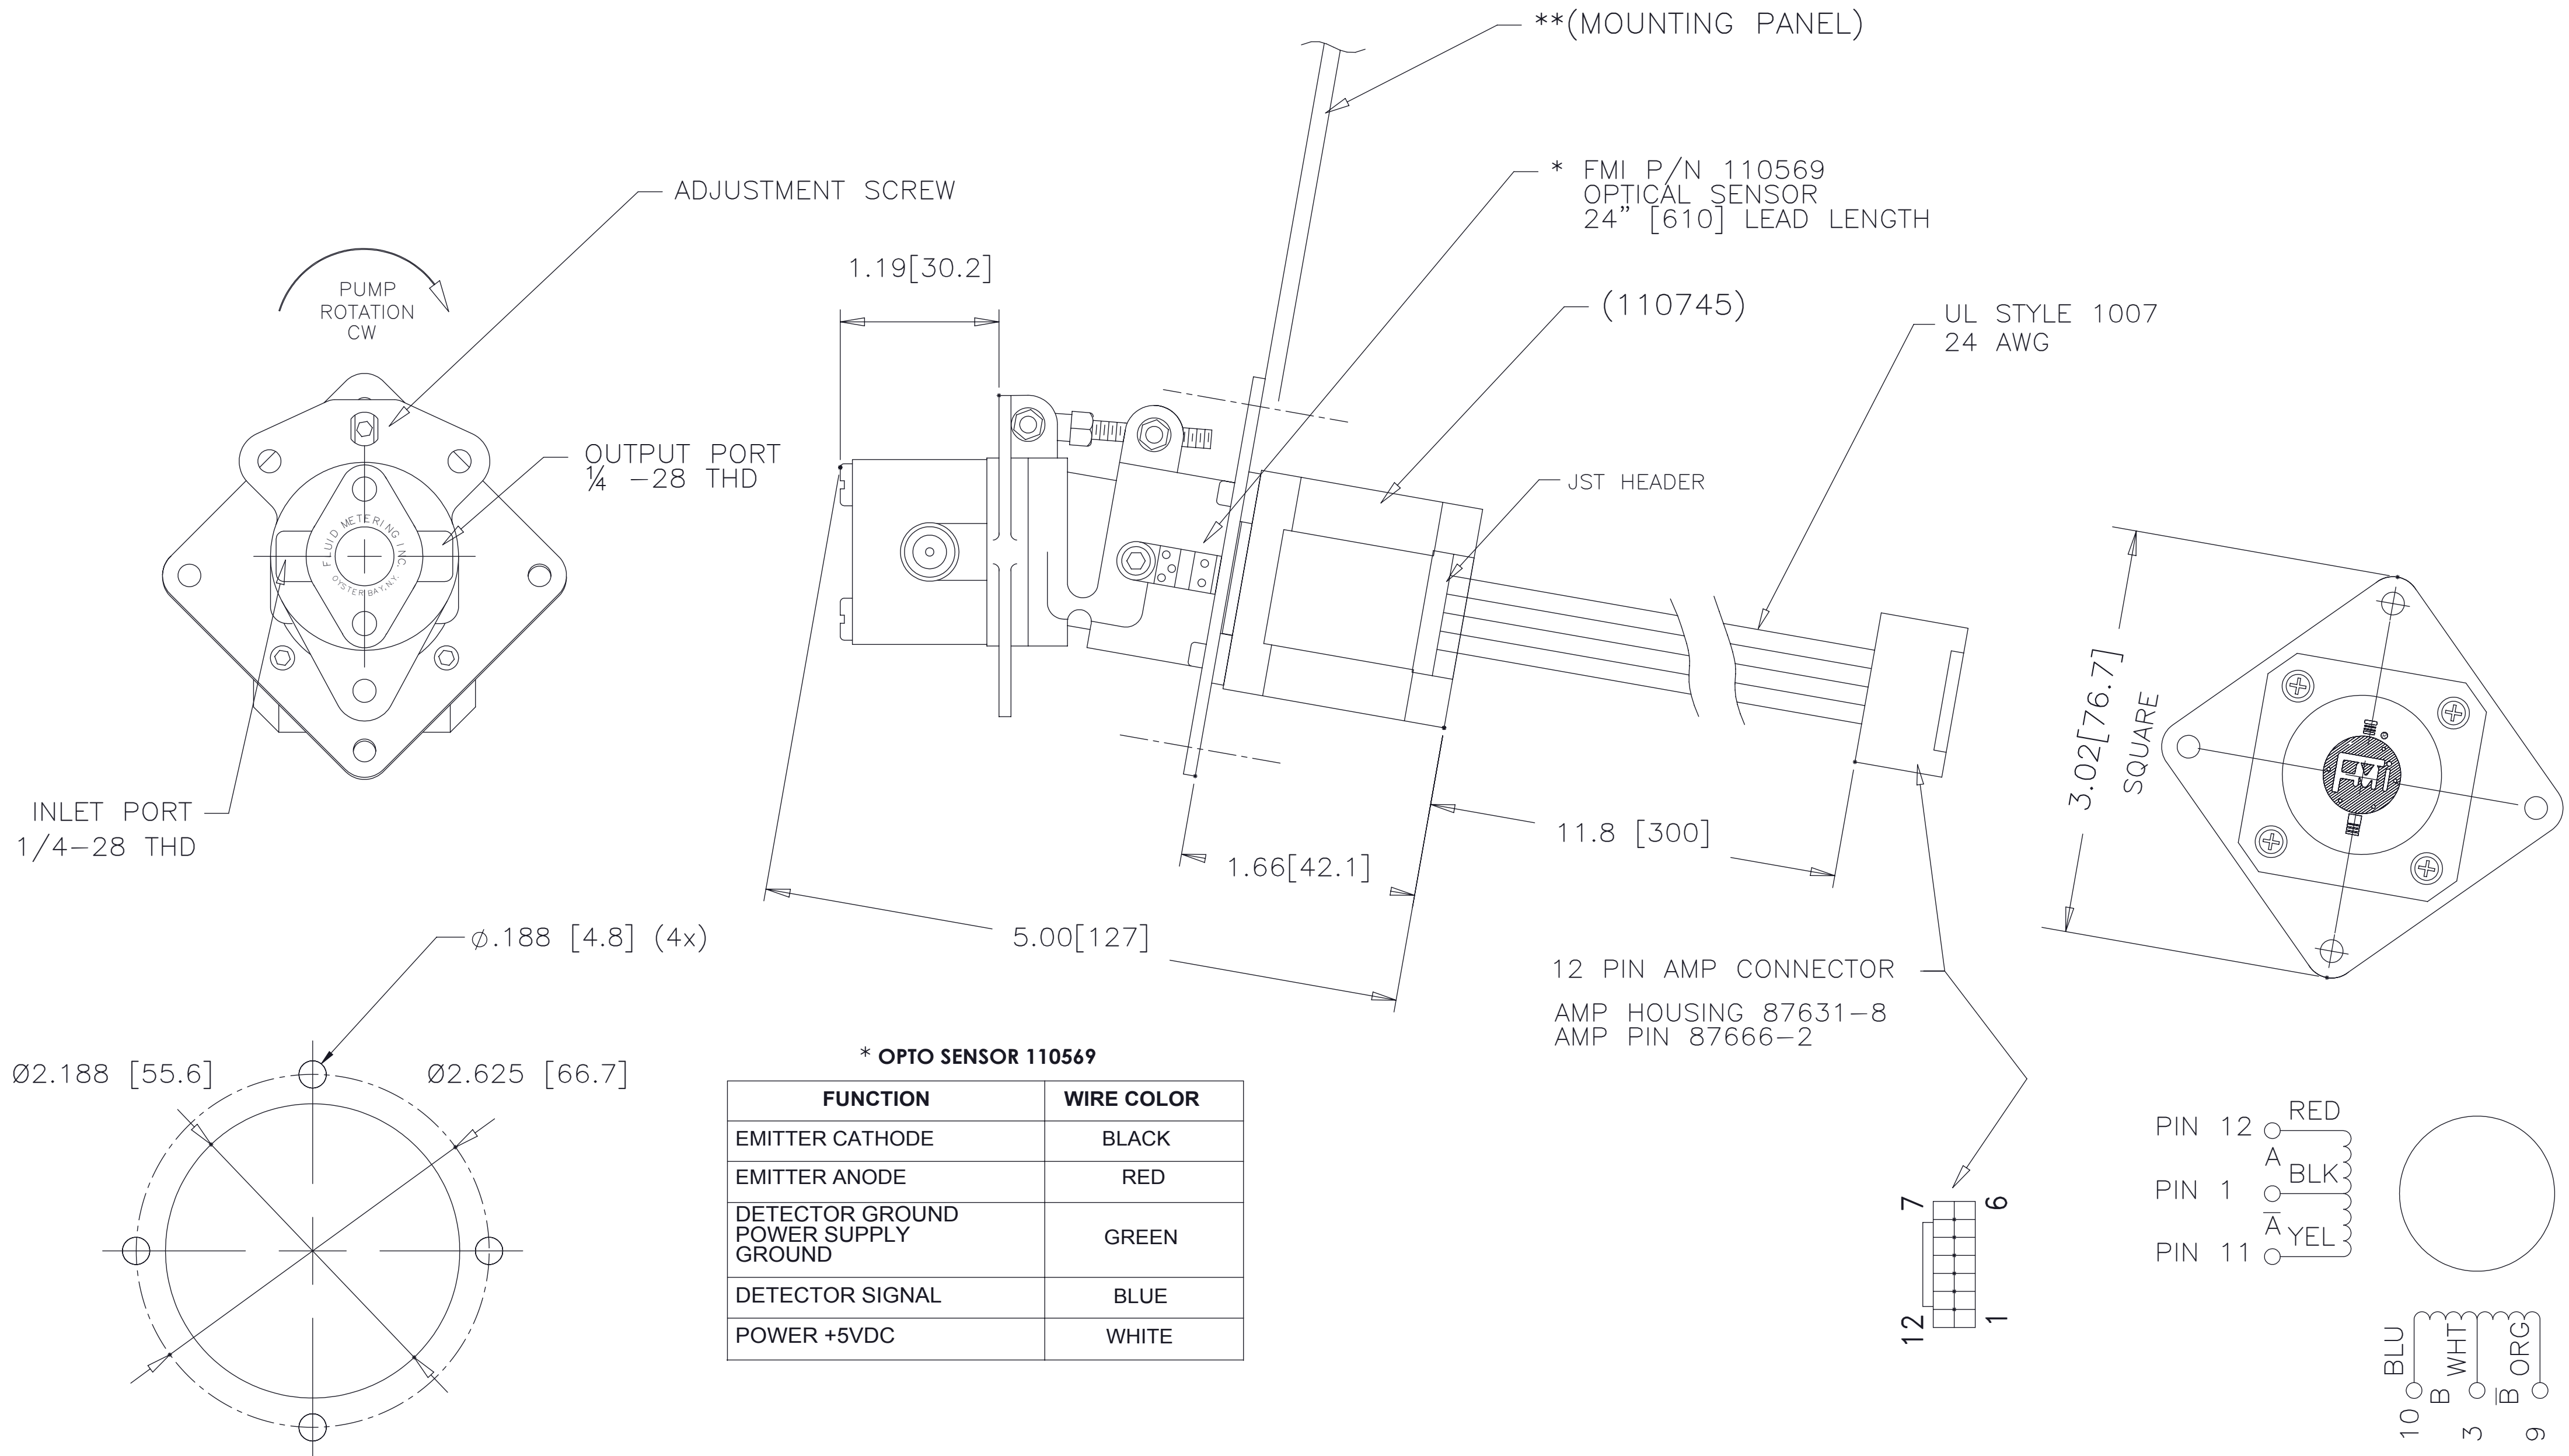 **(MOUNTING PANEL)
* FMI P/N 110569
OPTICAL SENSOR
24” [610] LEAD LENGTH
ADJUSTMENT SCREW
1.19[30.2]
PUMP
ROTATION
CW
(110745)
UL STYLE 1007
24 AWG
OUTPUT PORT
¼ -28 THD
JST HEADER
FLUID METERING INC.
OYSTER BAY, N.Y.
3.02[76.7]
SQUARE
FMI
INLET PORT
1/4-28 THD
11.8 [300]
1.66[42.1]
5.00[127]
ø.188 [4.8] (4x)
12 PIN AMP CONNECTOR
AMP HOUSING 87631-8
AMP PIN 87666-2
Ø2.188 [55.6]
Ø2.625 [66.7]
* OPTO SENSOR 110569
FUNCTION WIRE COLOR
EMITTER CATHODE BLACK
EMITTER ANODE RED
DETECTOR GROUND
POWER SUPPLY
GROUND GREEN
DETECTOR SIGNAL BLUE
POWER +5VDC WHITE
7 6
12 1
PIN 12 RED
A
PIN 1 BLK
A̅
PIN 11 YEL
BLU
B
WHT
B̅
ORG
10
3
9